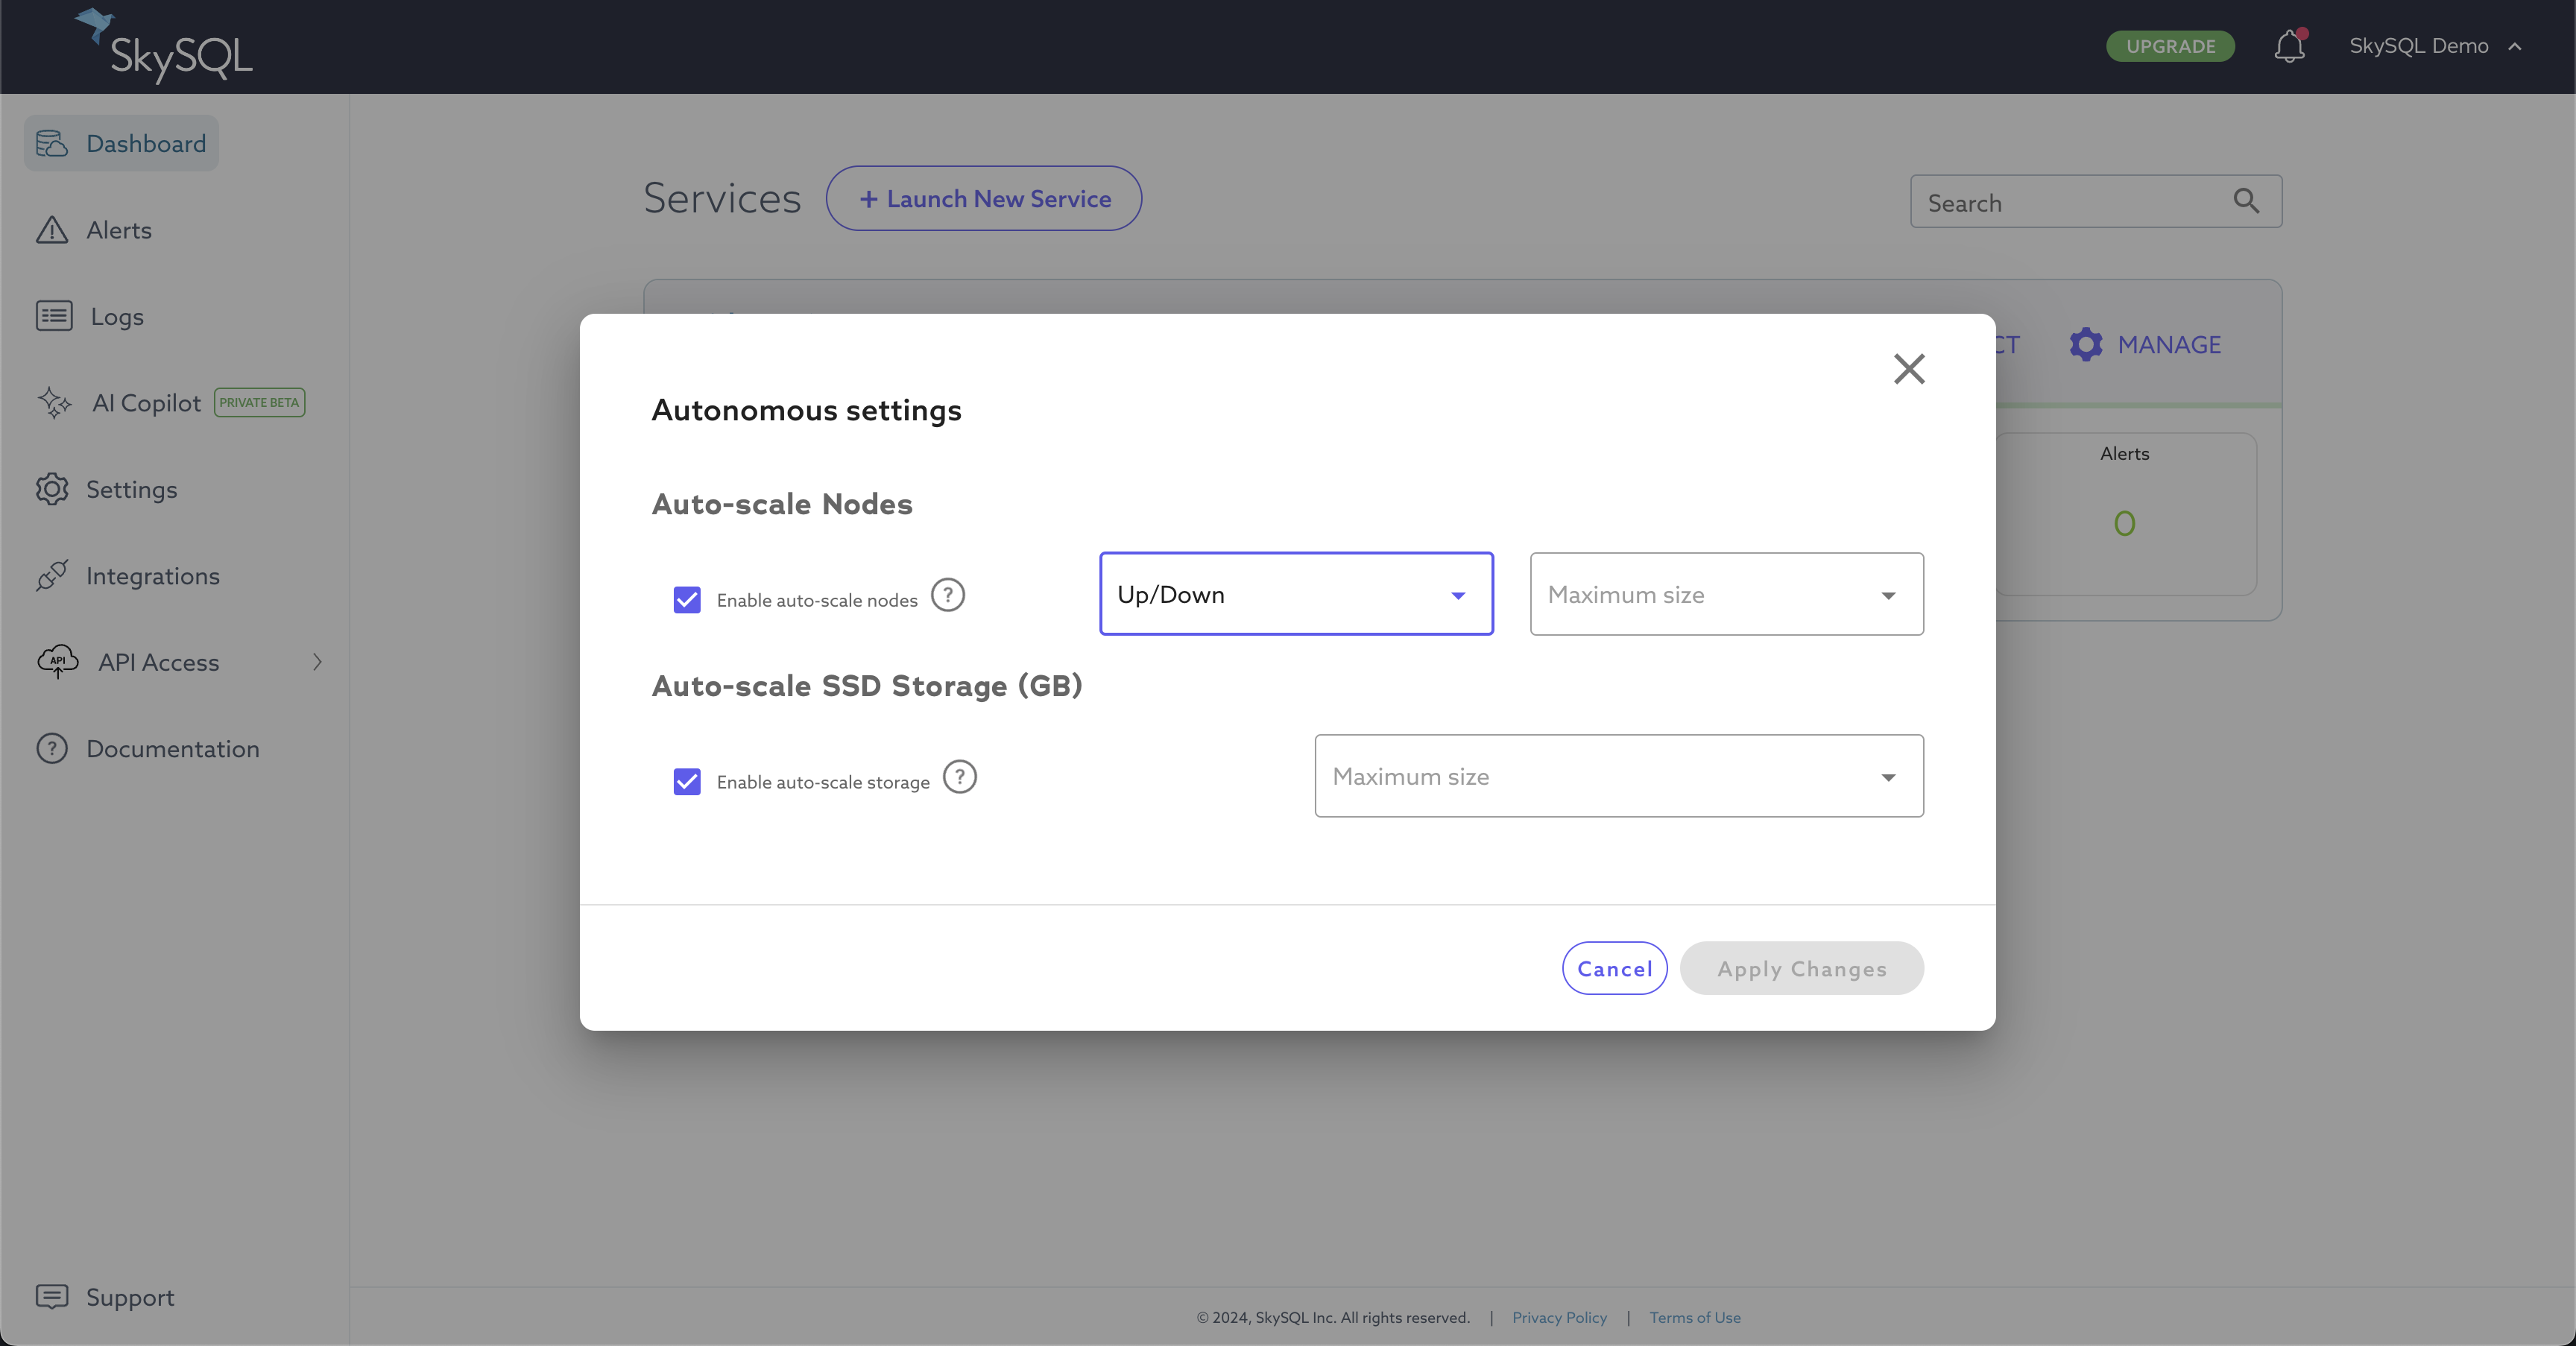 SkySQL
UPGRADE
SkySQL Demo
Dashboard
Alerts
Logs
AI Copilot PRIVATE BETA
Settings
Integrations
API
API Access
Documentation
Support
Services
+ Launch New Service
Search
MANAGE
Alerts
0
Autonomous settings
Auto-scale Nodes
Enable auto-scale nodes ?
Up/Down
Maximum size
Auto-scale SSD Storage (GB)
Enable auto-scale storage ?
Maximum size
Cancel
Apply Changes
© 2024, SkySQL Inc. All rights reserved. | Privacy Policy | Terms of Use